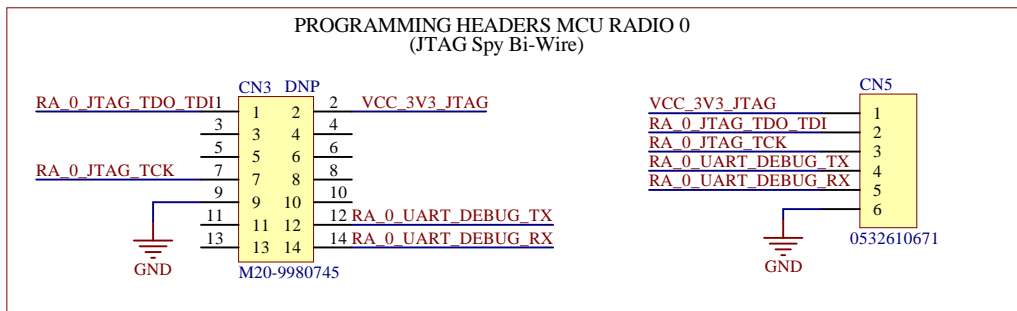 PROGRAMMING HEADERS MCU RADIO 0
(JTAG Spy Bi-Wire)
CN3 DNP
RA_0_JTAG_TDO_TDI 1 1 2 2 VCC_3V3_JTAG
3 3 4 4
5 5 6 6
RA_0_JTAG_TCK 7 7 8 8
9 9 10 10
11 11 12 12 RA_0_UART_DEBUG_TX
13 13 14 14 RA_0_UART_DEBUG_RX
GND
M20-9980745
CN5
VCC_3V3_JTAG 1
RA_0_JTAG_TDO_TDI 2
RA_0_JTAG_TCK 3
RA_0_UART_DEBUG_TX 4
RA_0_UART_DEBUG_RX 5
6
GND
0532610671